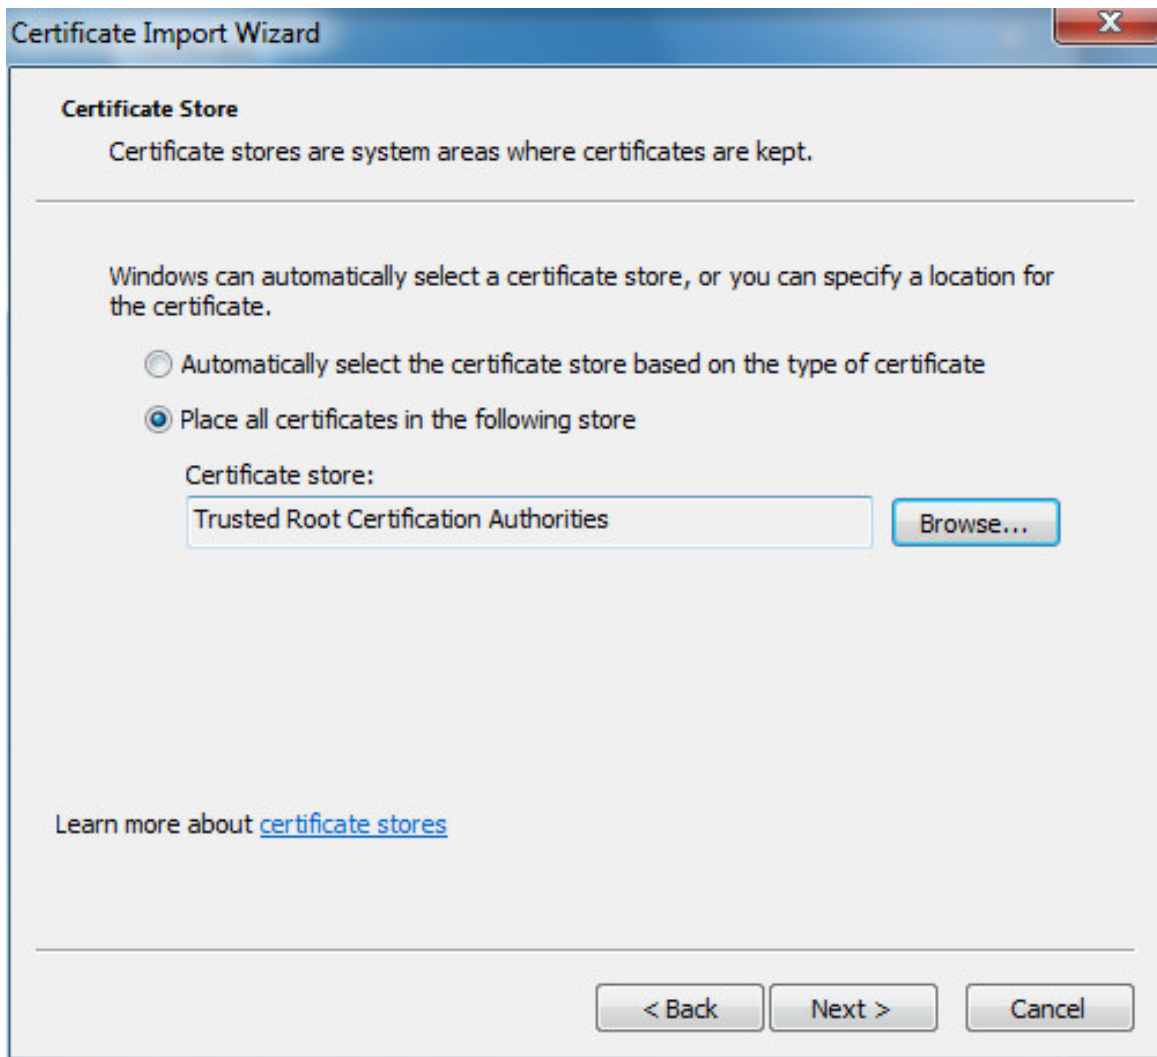 Certificate Import Wizard
Certificate Store
Certificate stores are system areas where certificates are kept.
Windows can automatically select a certificate store, or you can specify a location for
the certificate.
Automatically select the certificate store based on the type of certificate
Place all certificates in the following store
Certificate store:
Trusted Root Certification Authorities
Browse...
Learn more about certificate stores
< Back Next > Cancel